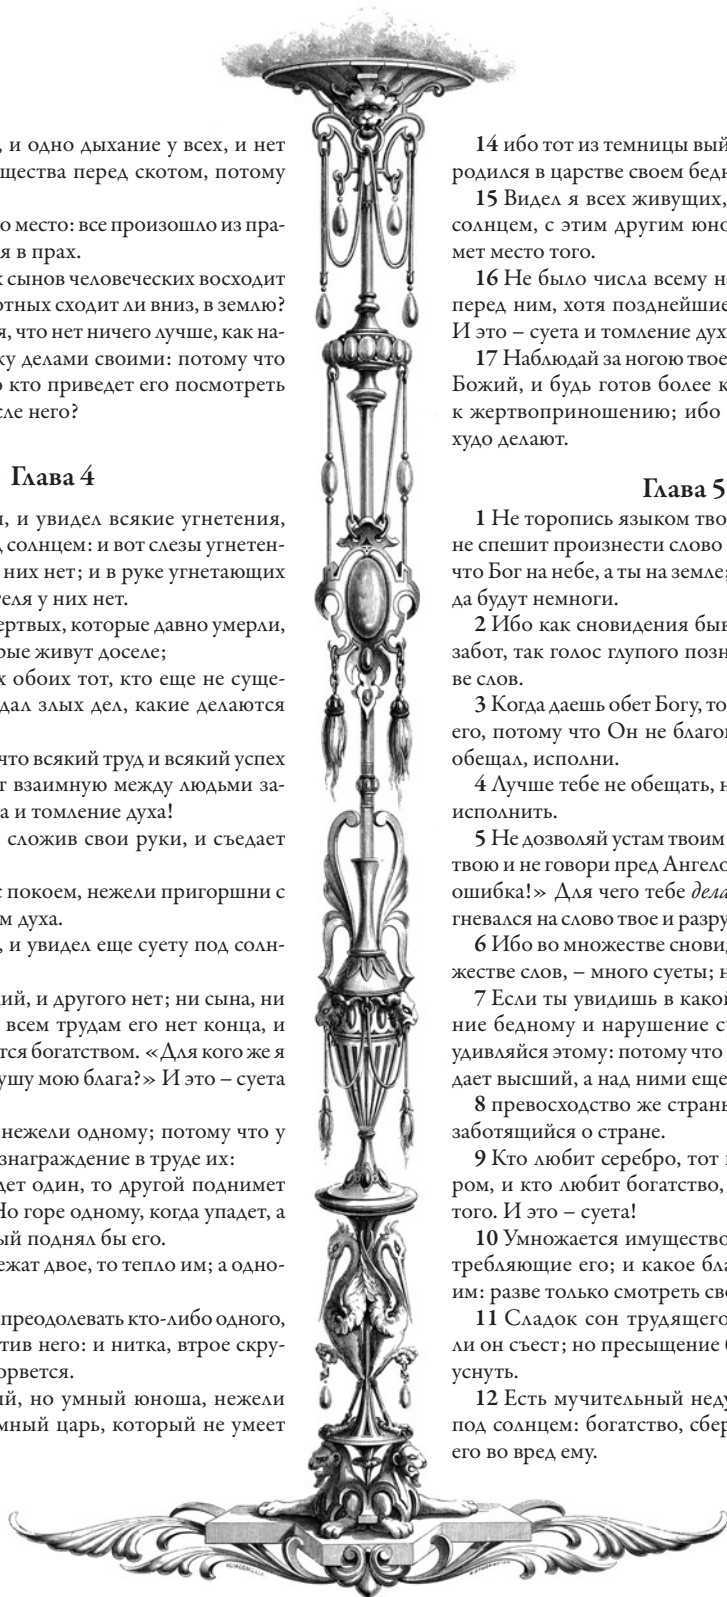 , и одно дыхание у всех, и нет
щества перед скотом, потому
о место: все произошло из пра-
я в прах.
х сынов человеческих восходит
отных сходит ли вниз, в землю?
я, что нет ничего лучше, как на-
ку делами своими: потому что
о кто приведет его посмотреть
сле него?
Глава 4
и, и увидел всякие угнетения,
д солнцем: и вот слезы угнетен-
них нет; и в руке угнетающих
теля у них нет.
ертвых, которые давно умерли,
рые живут доселе;
х обоих тот, кто еще не суще-
дал злых дел, какие делаются
что всякий труд и всякий успех
т взаимную между людьми за-
а и томление духа!
сложив свои руки, и съедает
с покоем, нежели пригоршни с
м духа.
, и увидел еще суету под солн-
кий, и другого нет; ни сына, ни
всем трудам его нет конца, и
тся богатством. «Для кого же я
ушу мою блага?» И это – суета
нежели одному; потому что у
знаграждение в труде их:
дет один, то другой поднимет
Но горе одному, когда упадет, а
ый поднял бы его.
ежат двое, то тепло им; а одно-
преодолевать кто-либо одного,
тив него: и нитка, втрое скру-
орвется.
ый, но умный юноша, нежели
мный царь, который не умеет
14 ибо тот из темницы вый
родился в царстве своем бедн
15 Видел я всех живущих,
солнцем, с этим другим юно
мет место того.
16 Не было числа всему н
перед ним, хотя позднейшие
И это – суета и томление дух
17 Наблюдай за ногою твое
Божий, и будь готов более к
к жертвоприношению; ибо
худо делают.
Глава 5
1 Не торопись языком тво
не спешит произнести слово
что Бог на небе, а ты на земле;
да будут немноги.
2 Ибо как сновидения быв
забот, так голос глупого позн
ве слов.
3 Когда даешь обет Богу, то
его, потому что Он не благо
обещал, исполни.
4 Лучше тебе не обещать, н
исполнить.
5 Не дозволяй устам твоим
твою и не говори пред Ангело
ошибка!» Для чего тебе дела
гневался на слово твое и разру
6 Ибо во множестве сновид
жестве слов, – много суеты; н
7 Если ты увидишь в какой
ние бедному и нарушение су
удивляйся этому: потому что
дает высший, а над ними еще
8 превосходство же страны
заботящийся о стране.
9 Кто любит серебро, тот н
ром, и кто любит богатство,
того. И это – суета!
10 Умножается имущество
требляющие его; и какое бла
им: разве только смотреть сво
11 Сладок сон трудящего
ли он съест; но пресыщение б
уснуть.
12 Есть мучительный неду
под солнцем: богатство, сбер
его во вред ему.